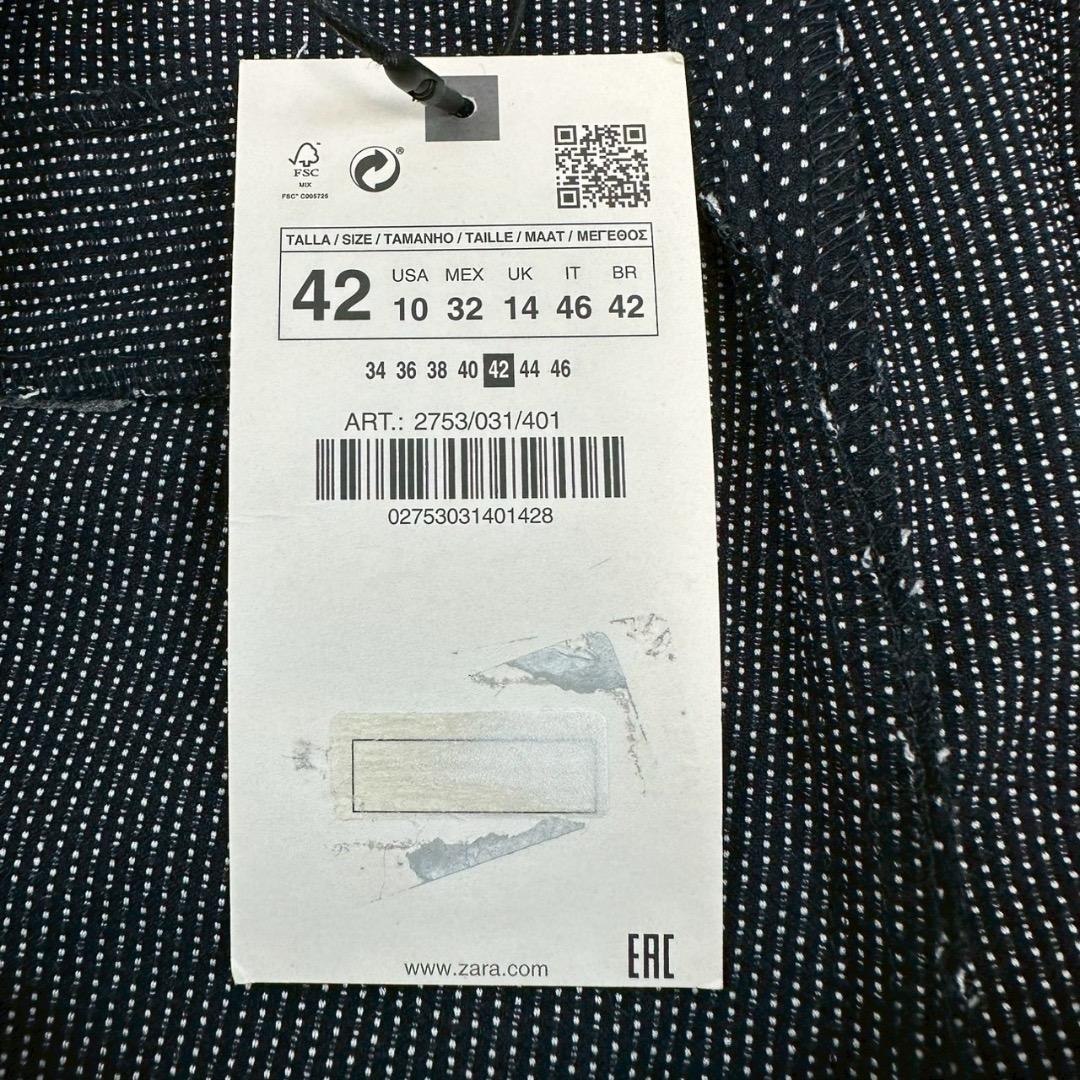 FSC™
MIX
FSC® C005725
®
TALLA / SIZE / TAMANHO / TAILLE / MAAT / ΜΕΓΕΘΟΣ
42 USA MEX UK IT BR
10 32 14 46 42
34 36 38 40 42 44 46
ART.: 2753/031/401
02753031401428
www.zara.com EAC